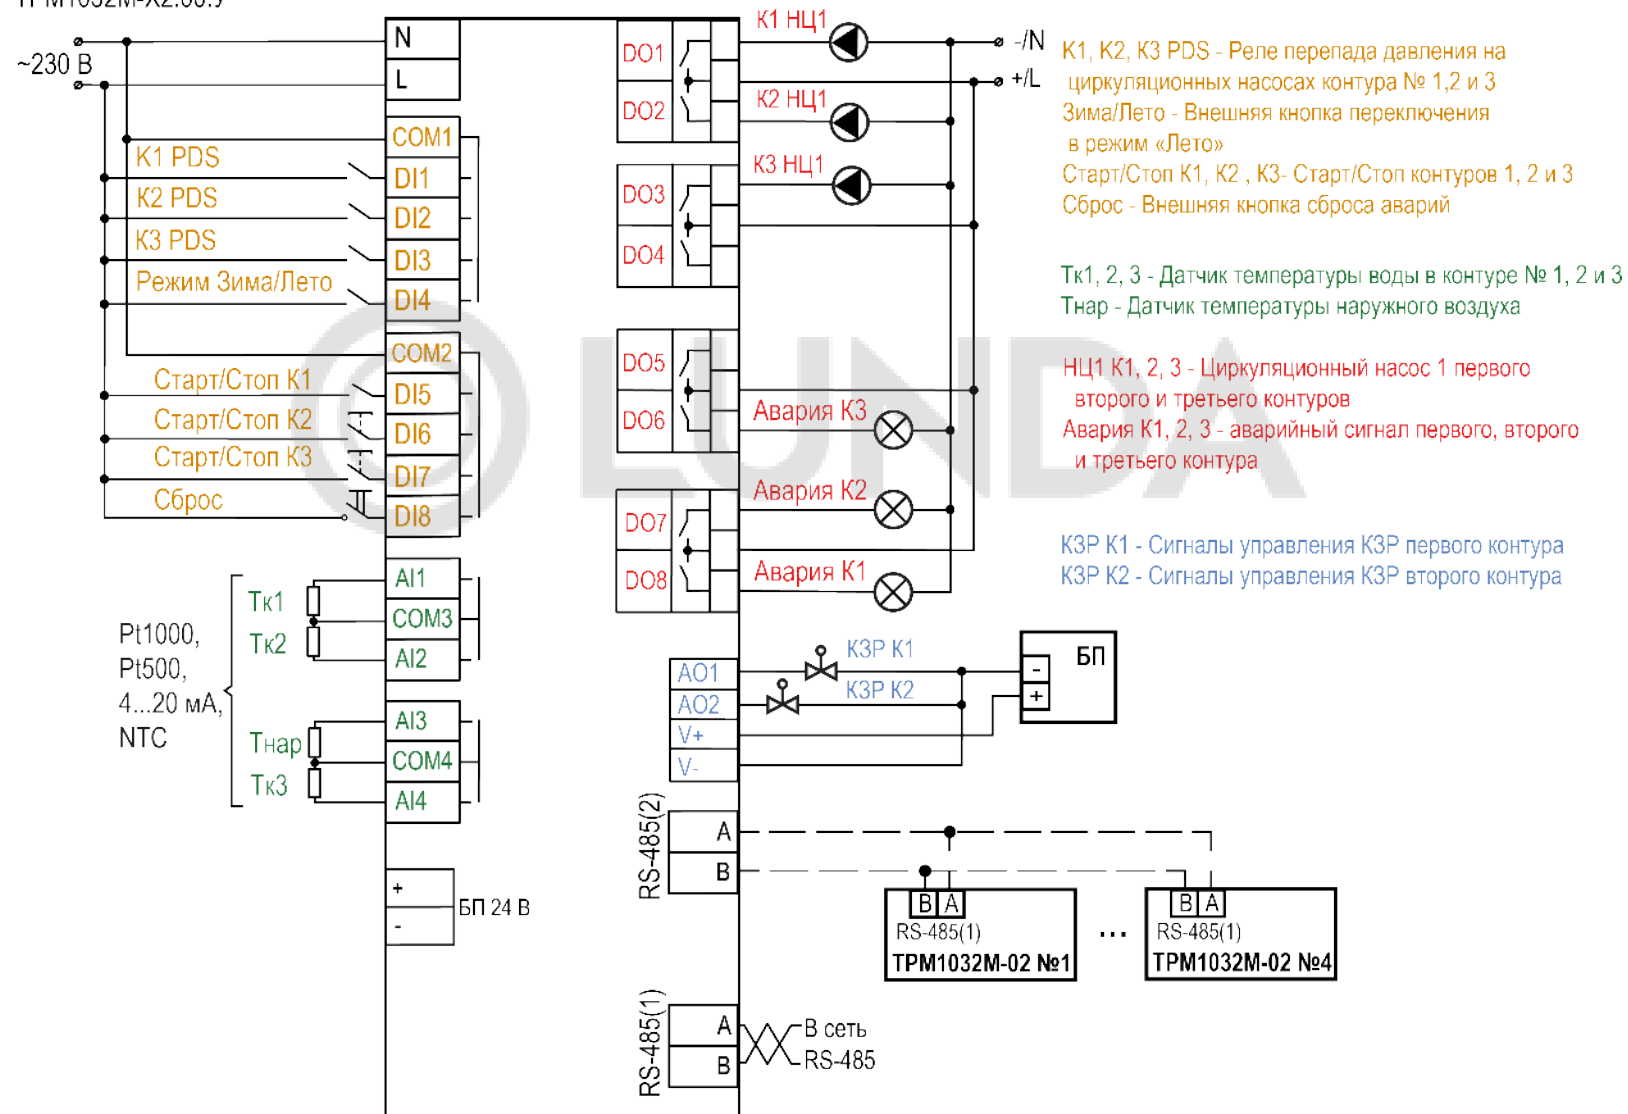 ТРМ1032М-Х2.00.У
~230 В
N
L
COM1
K1 PDS
DI1
K2 PDS
DI2
K3 PDS
DI3
Режим Зима/Лето
DI4
COM2
Старт/Стоп К1
DI5
Старт/Стоп К2
DI6
Старт/Стоп К3
DI7
Сброс
DI8
Pt1000,
Pt500,
4...20 мА,
NTC
Тк1
Тк2
AI1
COM3
AI2
Тнар
Тк3
AI3
COM4
AI4
+
-
БП 24 В
DO1
DO2
К1 НЦ1
К2 НЦ1
-/N
+/L
DO3
DO4
К3 НЦ1
DO5
DO6
Авария К3
DO7
DO8
Авария К2
Авария К1
AO1
AO2
V+
V-
КЗР К1
КЗР К2
-
+
БП
RS-485(2)
A
B
B A
RS-485(1)
ТРМ1032М-02 №1
...
B A
RS-485(1)
ТРМ1032М-02 №4
RS-485(1)
A
B
В сеть
RS-485
K1, K2, K3 PDS - Реле перепада давления на
циркуляционных насосах контура № 1,2 и 3
Зима/Лето - Внешняя кнопка переключения
в режим «Лето»
Старт/Стоп К1, К2 , К3- Старт/Стоп контуров 1, 2 и 3
Сброс - Внешняя кнопка сброса аварий
Тк1, 2, 3 - Датчик температуры воды в контуре № 1, 2 и 3
Тнар - Датчик температуры наружного воздуха
НЦ1 К1, 2, 3 - Циркуляционный насос 1 первого
второго и третьего контуров
Авария К1, 2, 3 - аварийный сигнал первого, второго
и третьего контура
КЗР К1 - Сигналы управления КЗР первого контура
КЗР К2 - Сигналы управления КЗР второго контура
LUNDA